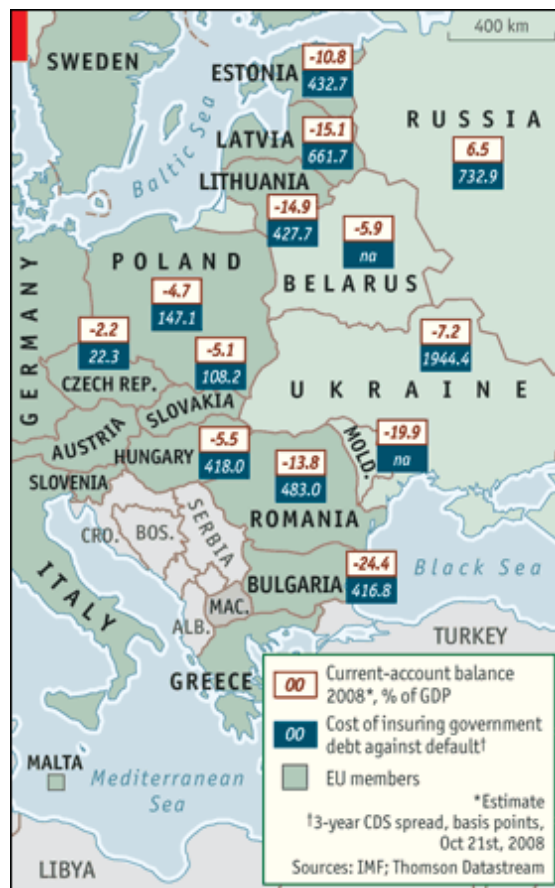 400 km
SWEDEN
ESTONIA
-10.8
432.7
RUSSIA
6.5
732.9
Baltic Sea
LATVIA
-15.1
661.7
LITHUANIA
-14.9
427.7
-5.9
na
BELARUS
GERMANY
POLAND
-4.7
147.1
-2.2
22.3
CZECH REP.
-5.1
108.2
SLOVAKIA
-7.2
1944.4
UKRAINE
AUSTRIA
HUNGARY
-5.5
418.0
MOLD.
-19.9
na
SLOVENIA
-13.8
483.0
ROMANIA
CRO.
BOS.
SERBIA
ITALY
BULGARIA
-24.4
416.8
Black Sea
MAC.
ALB.
TURKEY
GREECE
MALTA
Mediterranean
Sea
LIBYA
00
Current-account balance
2008*, % of GDP
00
Cost of insuring government
debt against default†
EU members
*Estimate
†3-year CDS spread, basis points,
Oct 21st, 2008
Sources: IMF; Thomson Datastream